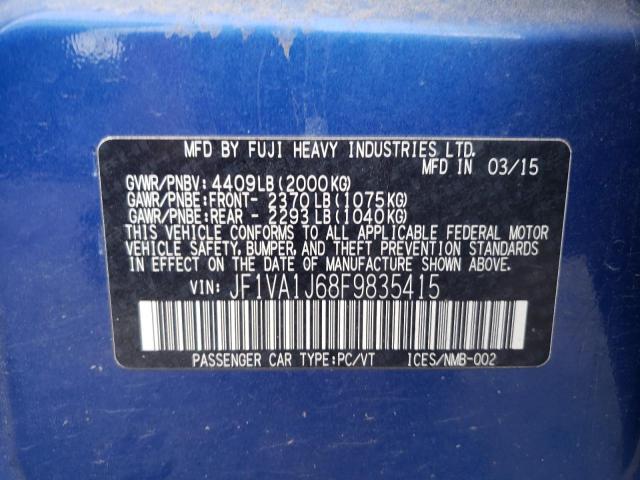 MFD BY FUJI HEAVY INDUSTRIES LTD.
MFD IN 03/15
GVWR/PNBV: 4409LB(2000KG)
GAWR/PNBE:FRONT- 2370LB(1075KG)
GAWR/PNBE:REAR - 2293LB(1040KG)
THIS VEHICLE CONFORMS TO ALL APPLICABLE FEDERAL MOTOR
VEHICLE SAFETY, BUMPER, AND THEFT PREVENTION STANDARDS
IN EFFECT ON THE DATE OF MANUFACTURE SHOWN ABOVE.
VIN: JF1VA1J68F9835415
PASSENGER CAR TYPE:PC/VT ICES/NMB-002